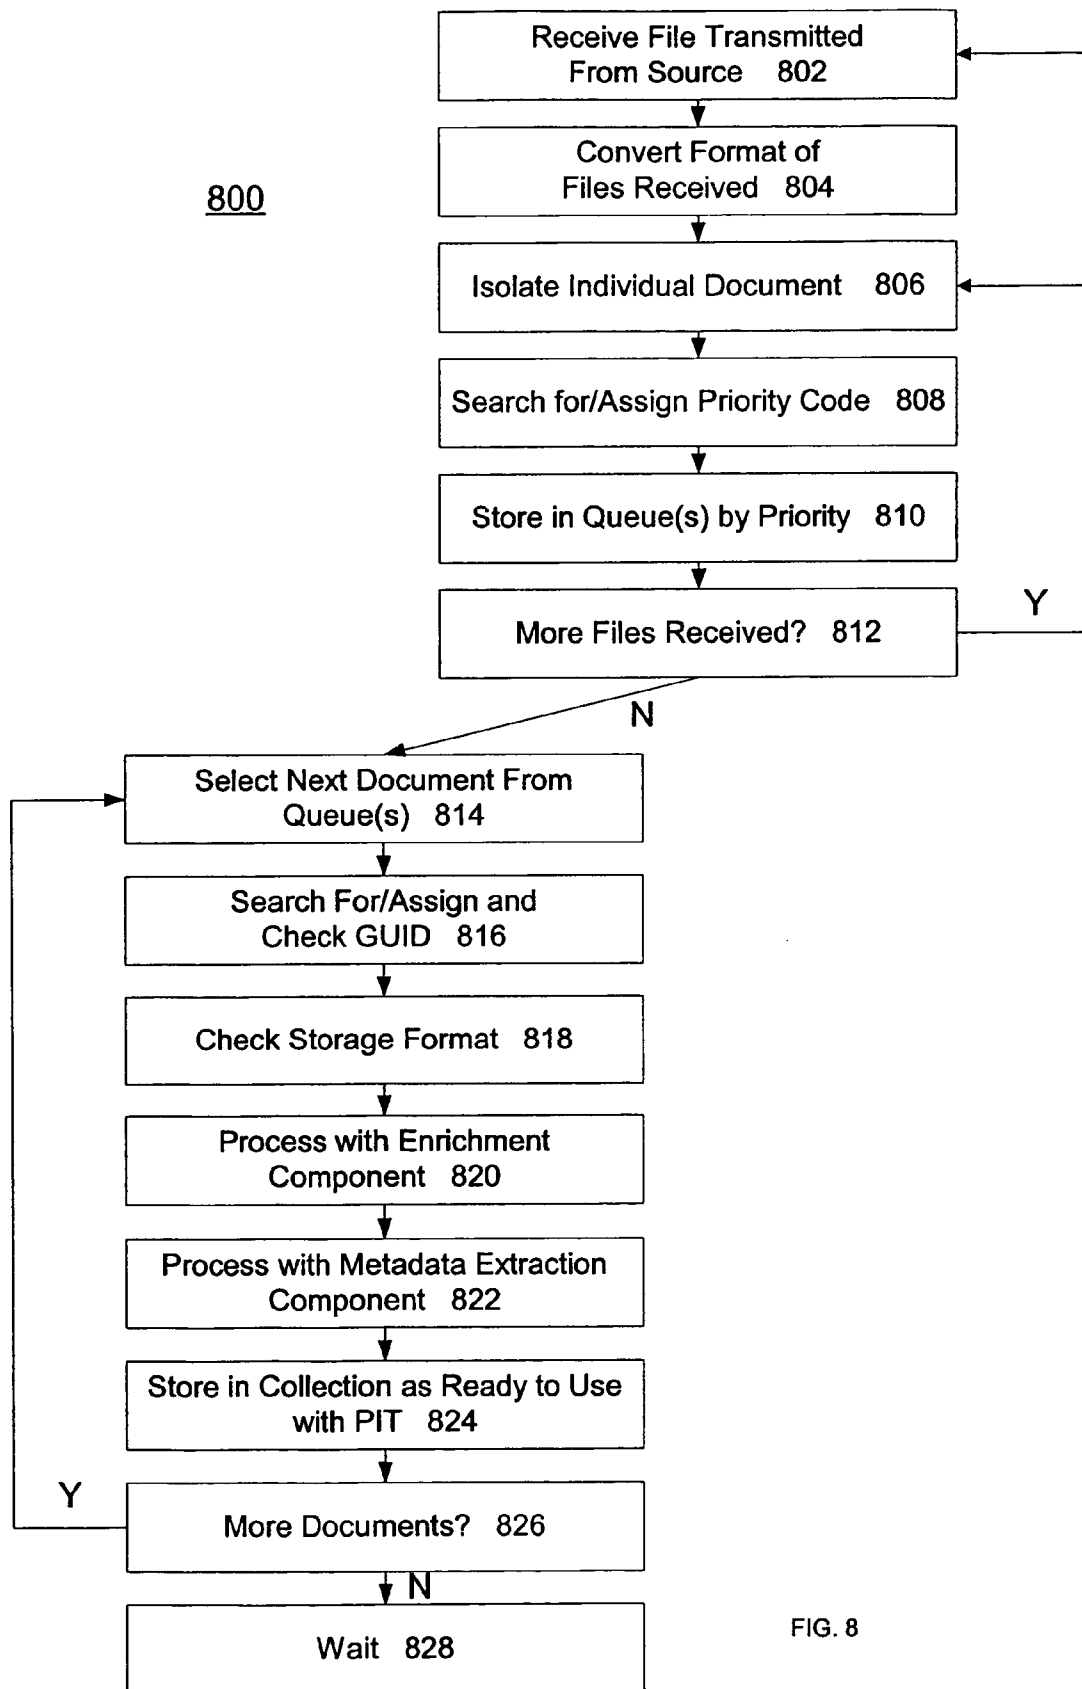 Receive File Transmitted
From Source 802
Convert Format of
Files Received 804
800
Isolate Individual Document 806
Search for/Assign Priority Code 808
Store in Queue(s) by Priority 810
Y
More Files Received? 812
N
Select Next Document From
Queue(s) 814
Search For/Assign and
Check GUID 816
Check Storage Format 818
Process with Enrichment
Component 820
Process with Metadata Extraction
Component 822
Store in Collection as Ready to Use
with PIT 824
Y
More Documents? 826
N
Wait 828
FIG. 8